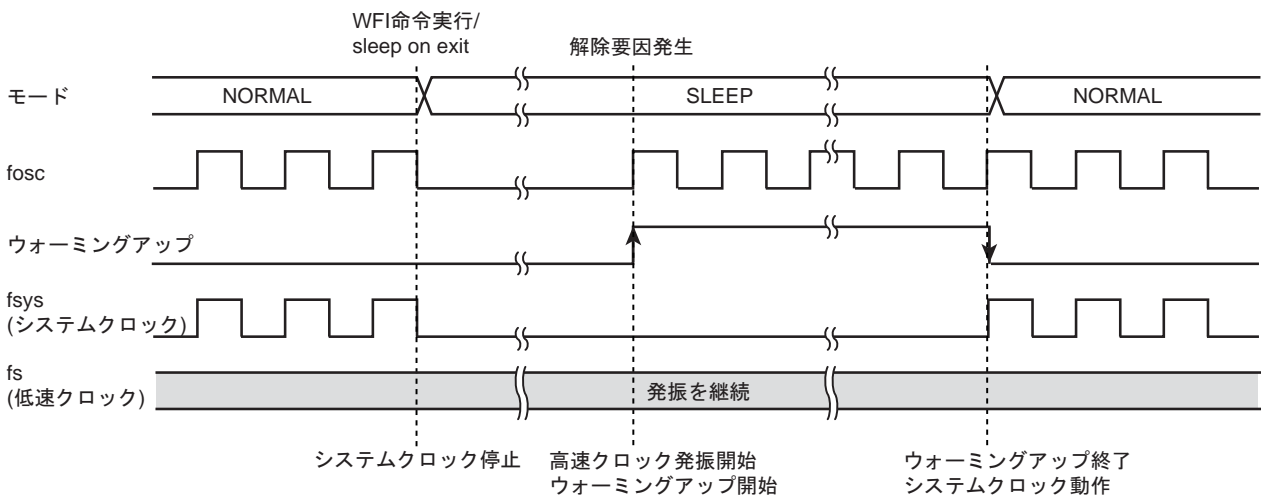 WFI命令実行/
sleep on exit
解除要因発生
モード
NORMAL
SLEEP
NORMAL
fosc
ウォーミングアップ
fsys
(システムクロック)
fs
(低速クロック)
発振を継続
システムクロック停止
高速クロック発振開始
ウォーミングアップ開始
ウォーミングアップ終了
システムクロック動作